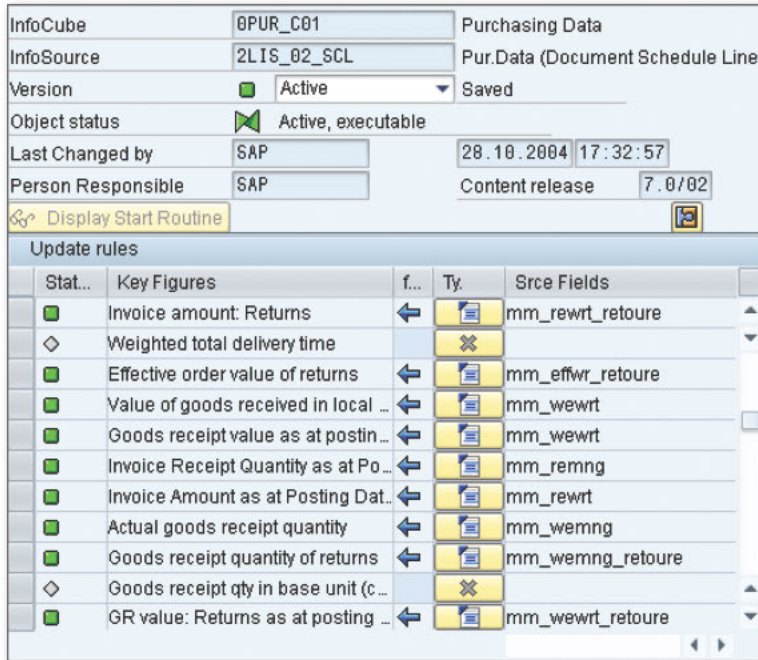 InfoCube 0PUR_C01 Purchasing Data
InfoSource 2LIS_02_SCL Pur.Data (Document Schedule Line
Version Active Saved
Object status Active, executable
Last Changed by SAP 28.10.2004 17:32:57
Person Responsible SAP Content release 7.0/02
Display Start Routine
Update rules
Stat... Key Figures f... Ty. Srce Fields
Invoice amount: Returns mm_rewrt_retoure
Weighted total delivery time
Effective order value of returns mm_effwr_retoure
Value of goods received in local ... mm_wewrt
Goods receipt value as at postin... mm_wewrt
Invoice Receipt Quantity as at Po... mm_remng
Invoice Amount as at Posting Dat... mm_rewrt
Actual goods receipt quantity mm_wemng
Goods receipt quantity of returns mm_wemng_retoure
Goods receipt qty in base unit (c...
GR value: Returns as at posting ... mm_wewrt_retoure